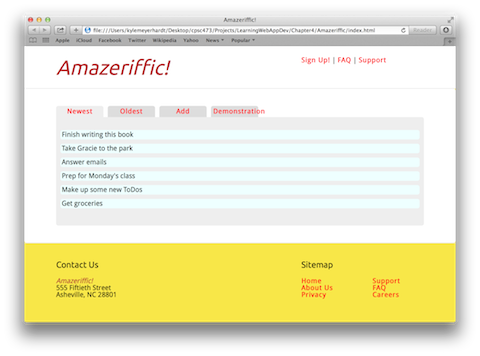 Amazeriffic!
file:///Users/kylemeyerhardt/Desktop/cpsc473/Projects/LearningWebAppDev/Chapter4/Amazeriffic/index.html
Reader
Apple iCloud Facebook Twitter Wikipedia Yahoo News Popular
Amazeriffic!
Sign Up! | FAQ | Support
Newest Oldest Add Demonstration
Finish writing this book
Take Gracie to the park
Answer emails
Prep for Monday's class
Make up some new ToDos
Get groceries
Contact Us
Amazeriffic!
555 Fiftieth Street
Asheville, NC 28801
Sitemap
Home Support
About Us FAQ
Privacy Careers